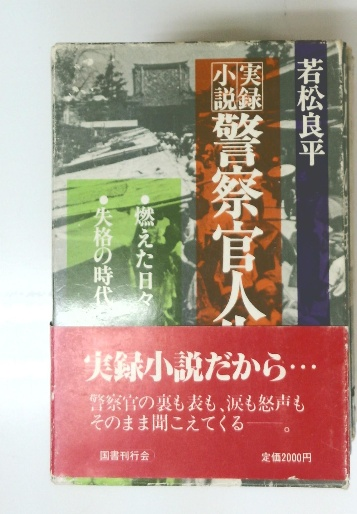 若松良平
実録
小説
警察官人
●燃えた日々
●失格の時代
実録小説だから…
警察官の裏も表も、涙も怒声も
そのまま聞こえてくる――。
国書刊行会
定価2000円